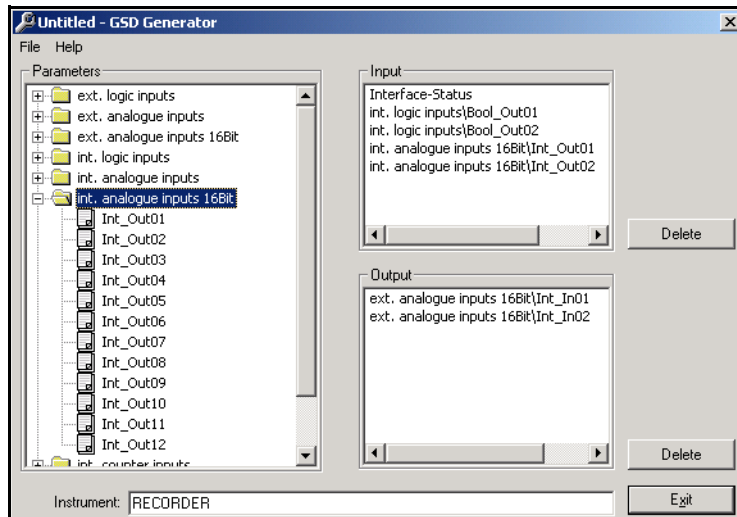 Untitled - GSD Generator
File Help
Parameters
ext. logic inputs
ext. analogue inputs
ext. analogue inputs 16Bit
int. logic inputs
int. analogue inputs
int. analogue inputs 16Bit
Int_Out01
Int_Out02
Int_Out03
Int_Out04
Int_Out05
Int_Out06
Int_Out07
Int_Out08
Int_Out09
Int_Out10
Int_Out11
Int_Out12
int. counter inputs
Input
Interface-Status
int. logic inputs\Bool_Out01
int. logic inputs\Bool_Out02
int. analogue inputs 16Bit\Int_Out01
int. analogue inputs 16Bit\Int_Out02
Delete
Output
ext. analogue inputs 16Bit\Int_In01
ext. analogue inputs 16Bit\Int_In02
Delete
Instrument: RECORDER
Exit